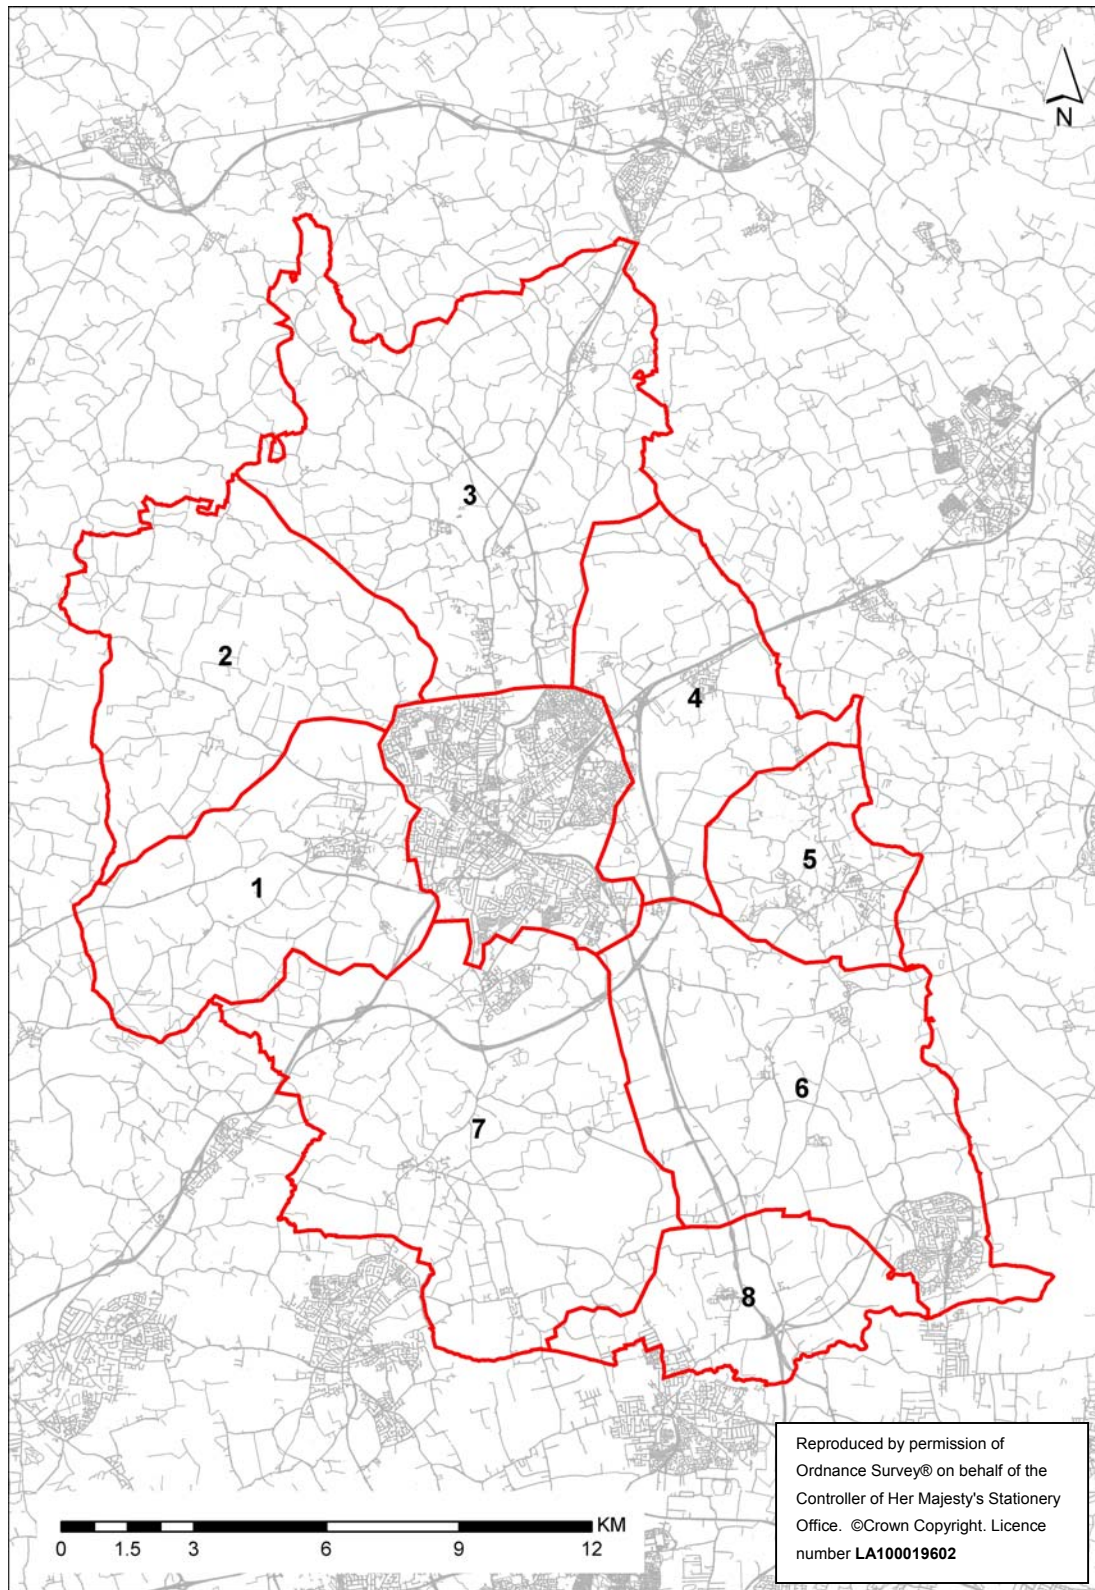 N
3
2
4
5
1
6
7
8
KM
0 1.5 3 6 9 12
Reproduced by permission of
Ordnance Survey® on behalf of the
Controller of Her Majesty's Stationery
Office. ©Crown Copyright. Licence
number LA100019602